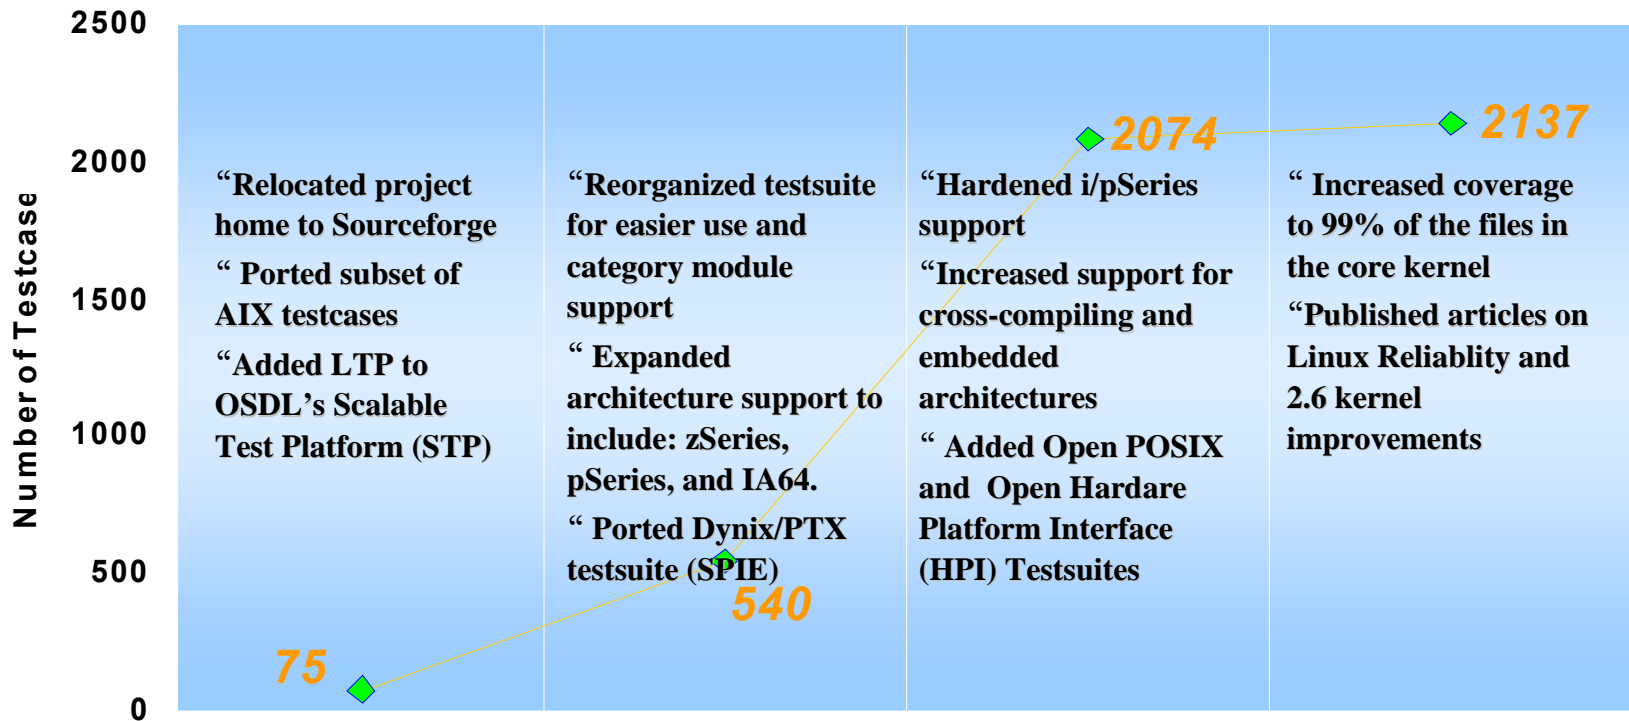 Number of Testcase
2500
2000
1500
1000
500
0
75
“Relocated project
home to Sourceforge
“ Ported subset of
AIX testcases
“Added LTP to
OSDL’s Scalable
Test Platform (STP)
540
“Reorganized testsuite
for easier use and
category module
support
“ Expanded
architecture support to
include: zSeries,
pSeries, and IA64.
“ Ported Dynix/PTX
testsuite (SPIE)
2074
“Hardened i/pSeries
support
“Increased support for
cross-compiling and
embedded
architectures
“ Added Open POSIX
and Open Hardare
Platform Interface
(HPI) Testsuites
2137
“ Increased coverage
to 99% of the files in
the core kernel
“Published articles on
Linux Reliablity and
2.6 kernel
improvements